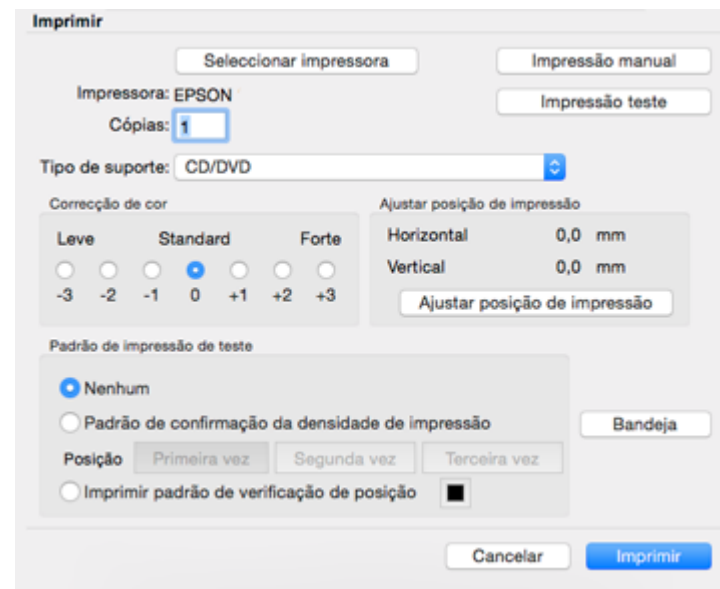 Imprimir
Seleccionar impressora
Impressão manual
Impressora: EPSON
Impressão teste
Cópias: 1
Tipo de suporte: CD/DVD
Correcção de cor
Ajustar posição de impressão
Leve Standard Forte
Horizontal 0,0 mm
Vertical 0,0 mm
-3 -2 -1 0 +1 +2 +3
Ajustar posição de impressão
Padrão de impressão de teste
Nenhum
Padrão de confirmação da densidade de impressão
Bandeja
Posição Primeira vez Segunda vez Terceira vez
Imprimir padrão de verificação de posição
Cancelar Imprimir